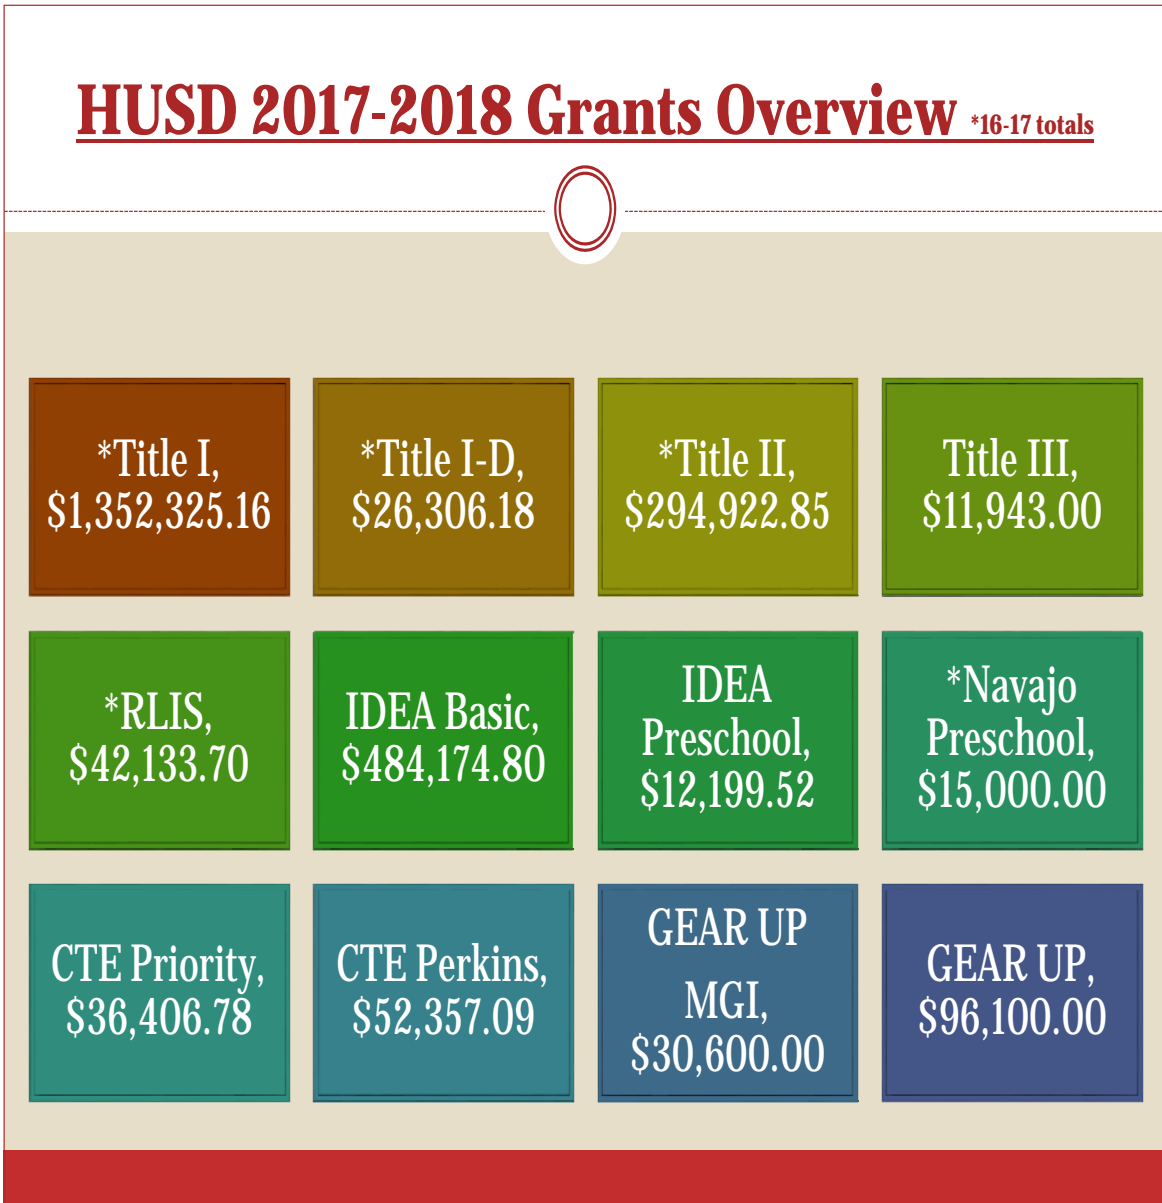 HUSD 2017-2018 Grants Overview *16-17 totals
*Title I,
$1,352,325.16
*Title I-D,
$26,306.18
*Title II,
$294,922.85
Title III,
$11,943.00
*RLIS,
$42,133.70
IDEA Basic,
$484,174.80
IDEA
Preschool,
$12,199.52
*Navajo
Preschool,
$15,000.00
CTE Priority,
$36,406.78
CTE Perkins,
$52,357.09
GEAR UP
MGI,
$30,600.00
GEAR UP,
$96,100.00